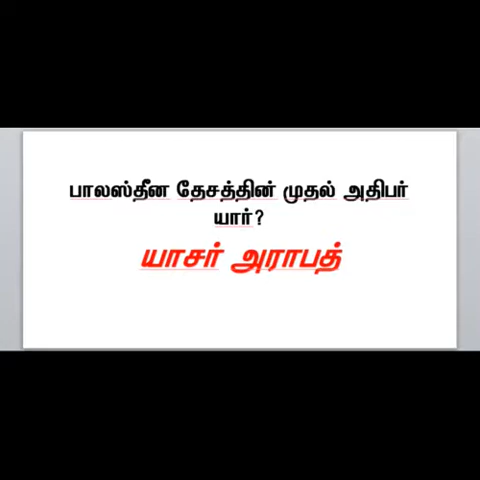 பாலஸ்தீன தேசத்தின் முதல் அதிபர்
யார்?
யாசர் அராபத்